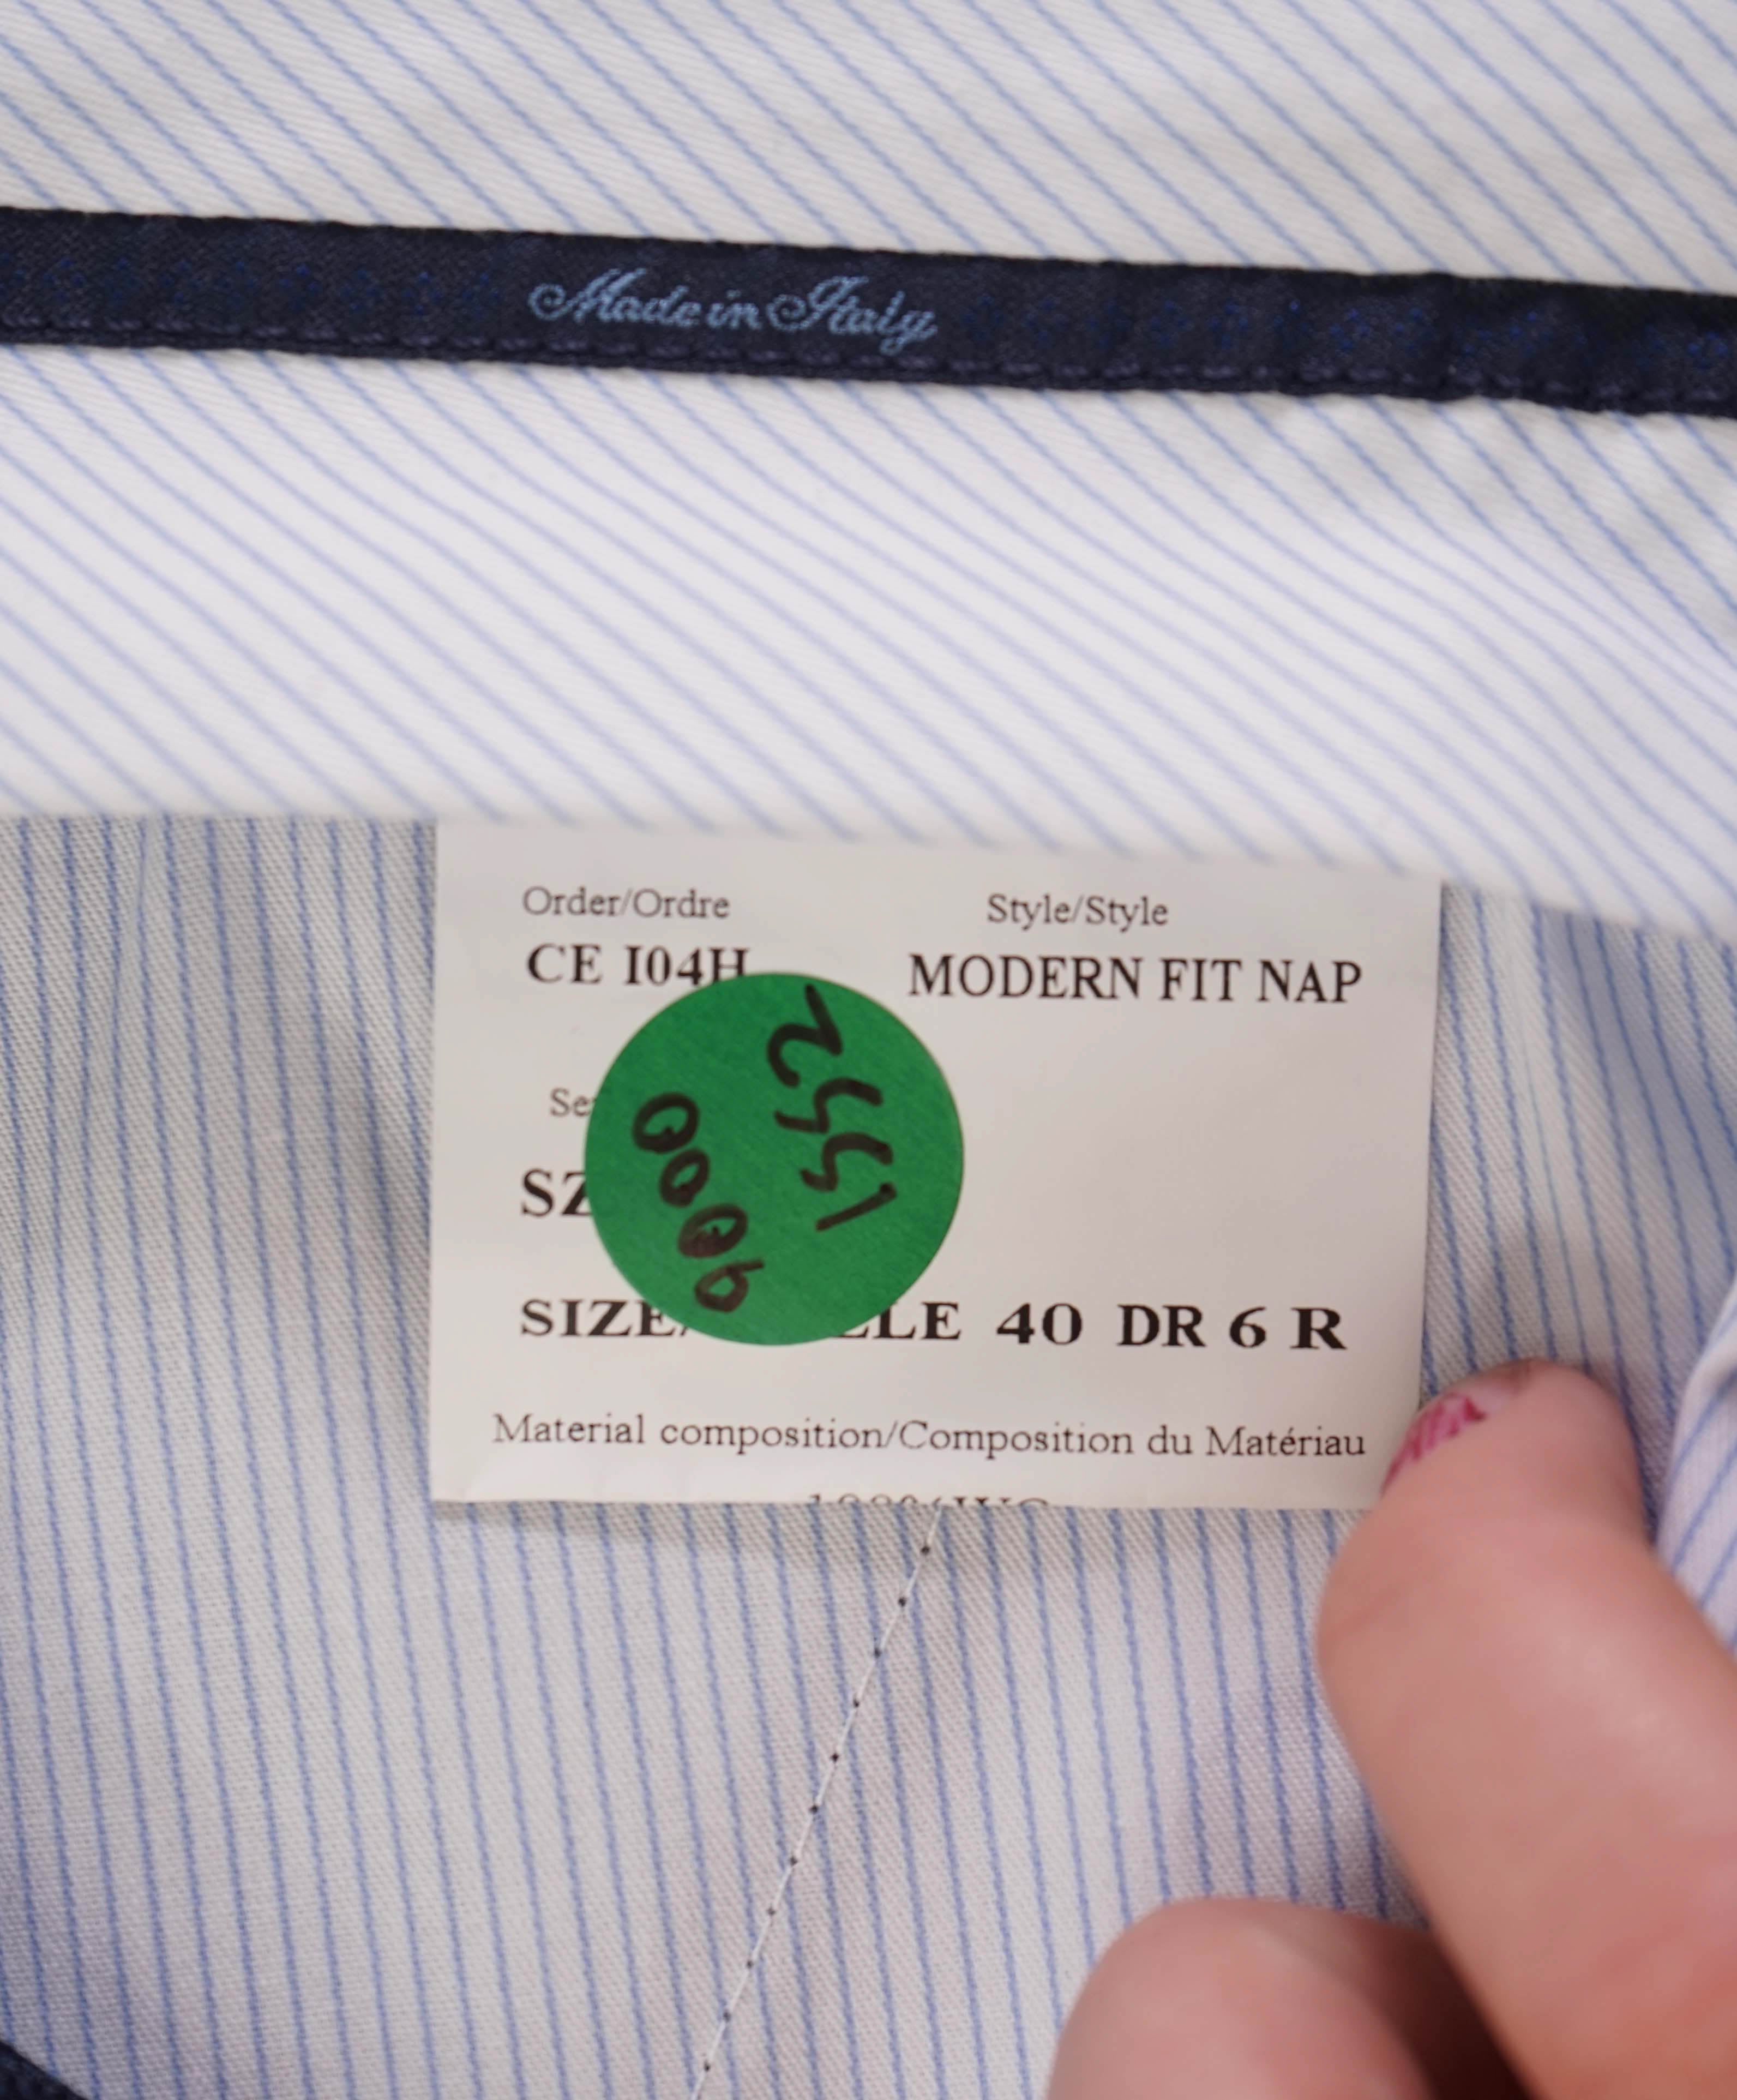 Made in Italy
Order/Ordre Style/Style
CE I04H MODERN FIT NAP
9000
1552
40 DR 6 R
Material composition/Composition du Matériau